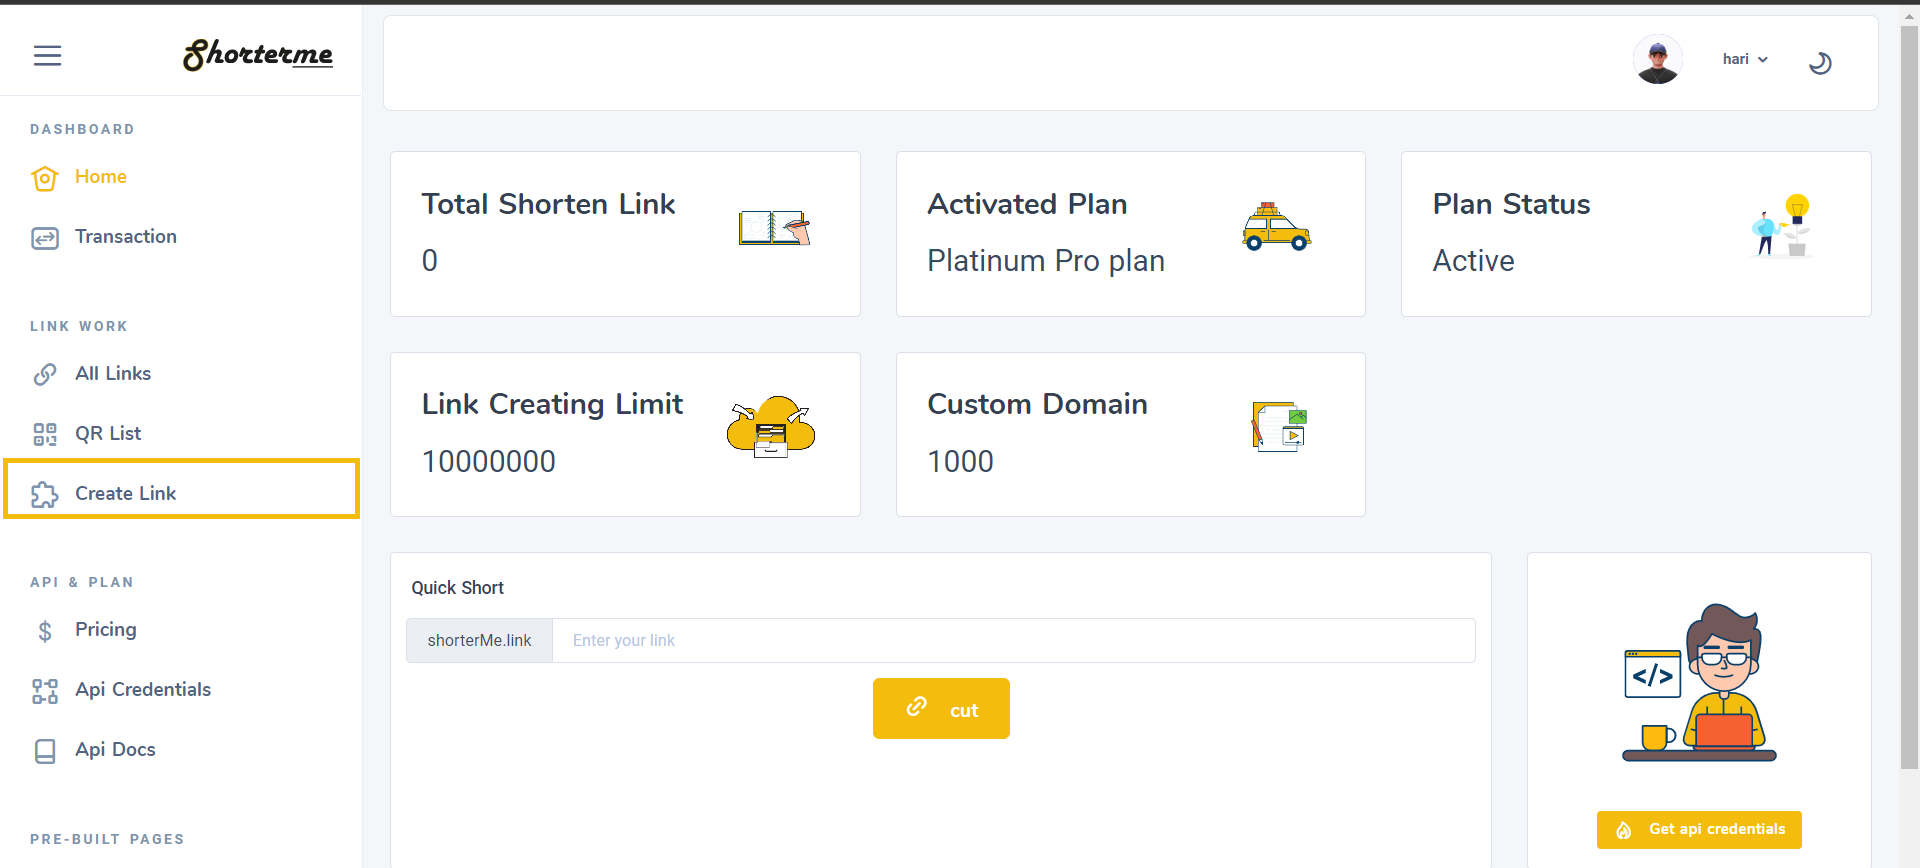 Shorterme
DASHBOARD
Home
Transaction
LINK WORK
All Links
QR List
Create Link
API & PLAN
Pricing
Api Credentials
Api Docs
PRE-BUILT PAGES
hari
Total Shorten Link
0
Activated Plan
Platinum Pro plan
Plan Status
Active
Link Creating Limit
10000000
Custom Domain
1000
Quick Short
shorterMe.link Enter your link
cut
</>
Get api credentials